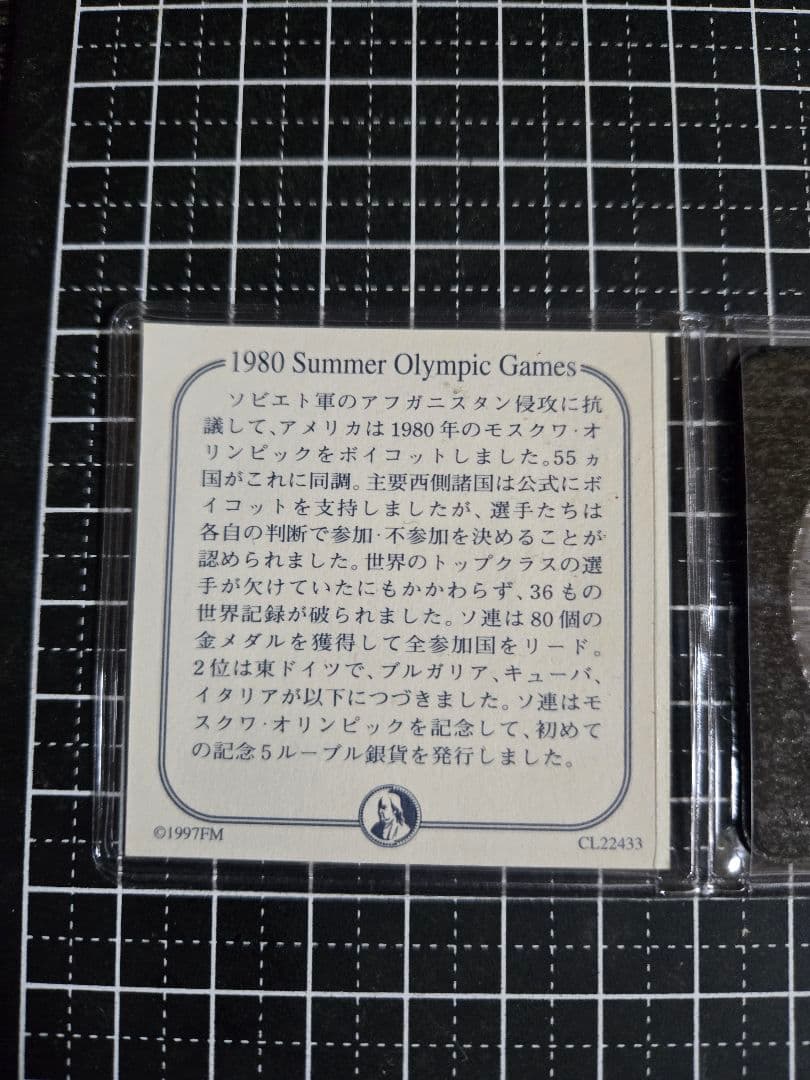 1980 Summer Olympic Games
ソビエト軍のアフガニスタン侵攻に抗
議して、アメリカは1980年のモスクワ·オ
リンピックをボイコットしました。55ヵ
国がこれに同調。主要西側諸国は公式にボ
イコットを支持しましたが、選手たちは
各自の判断で参加·不参加を決めることが
認められました。世界のトップクラスの選
手が欠けていたにもかかわらず、36もの
世界記録が破られました。ソ連は80個の
金メダルを獲得して全参加国をリード。
2位は東ドイツで、ブルガリア、キューバ、
イタリアが以下につづきました。ソ連はモ
スクワ·オリンピックを記念して、初めて
の記念5ルーブル銀貨を発行しました。
©1997FM
CL22433